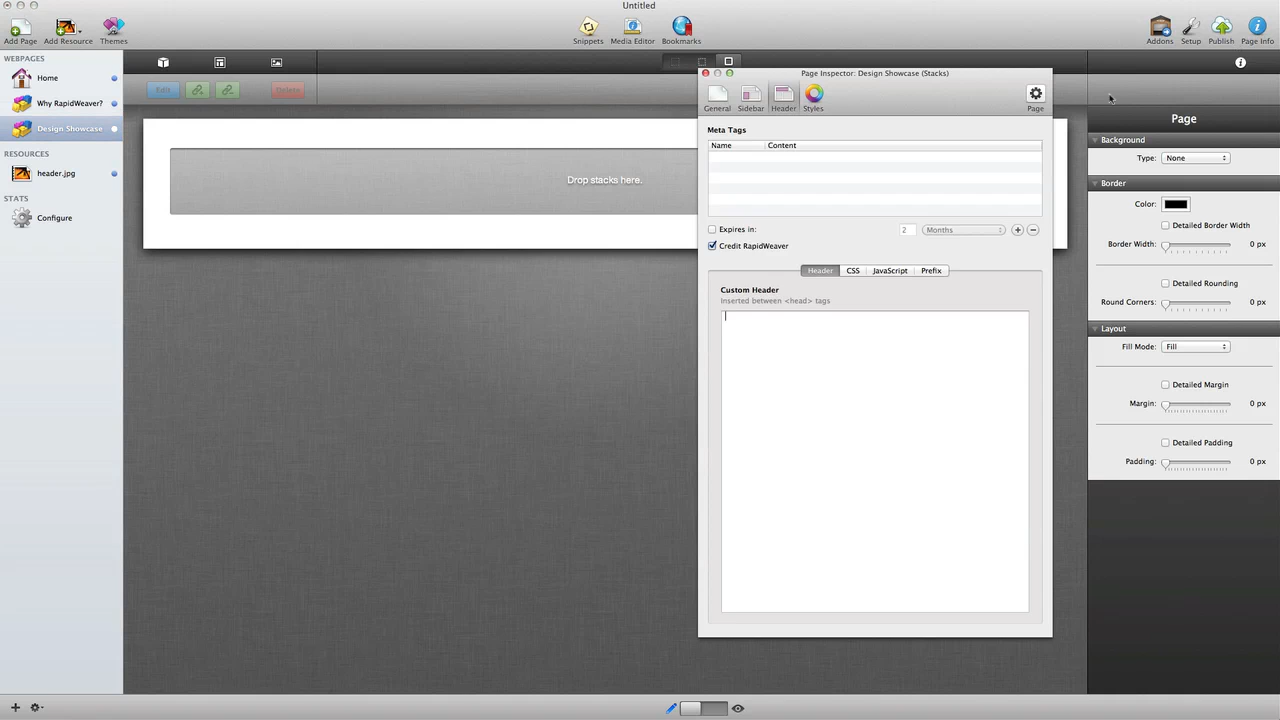 Untitled
Add Page
Add Resource
Themes
Snippets
Media Editor
Bookmarks
Addons
Setup
Publish
Page Info
WEBPAGES
Home
Why RapidWeaver?
Design Showcase
RESOURCES
header.jpg
STATS
Configure
Edit
Delete
Drop stacks here.
Page Inspector: Design Showcase (Stacks)
General
Sidebar
Header
Styles
Page
Meta Tags
Name
Content
Expires in:
2
Months
Credit RapidWeaver
Header
CSS
JavaScript
Prefix
Custom Header
Inserted between <head> tags
Page
Background
Type:
None
Border
Color:
Detailed Border Width
Border Width:
0 px
Detailed Rounding
Round Corners:
0 px
Layout
Fill Mode:
Fill
Detailed Margin
Margin:
0 px
Detailed Padding
Padding:
0 px